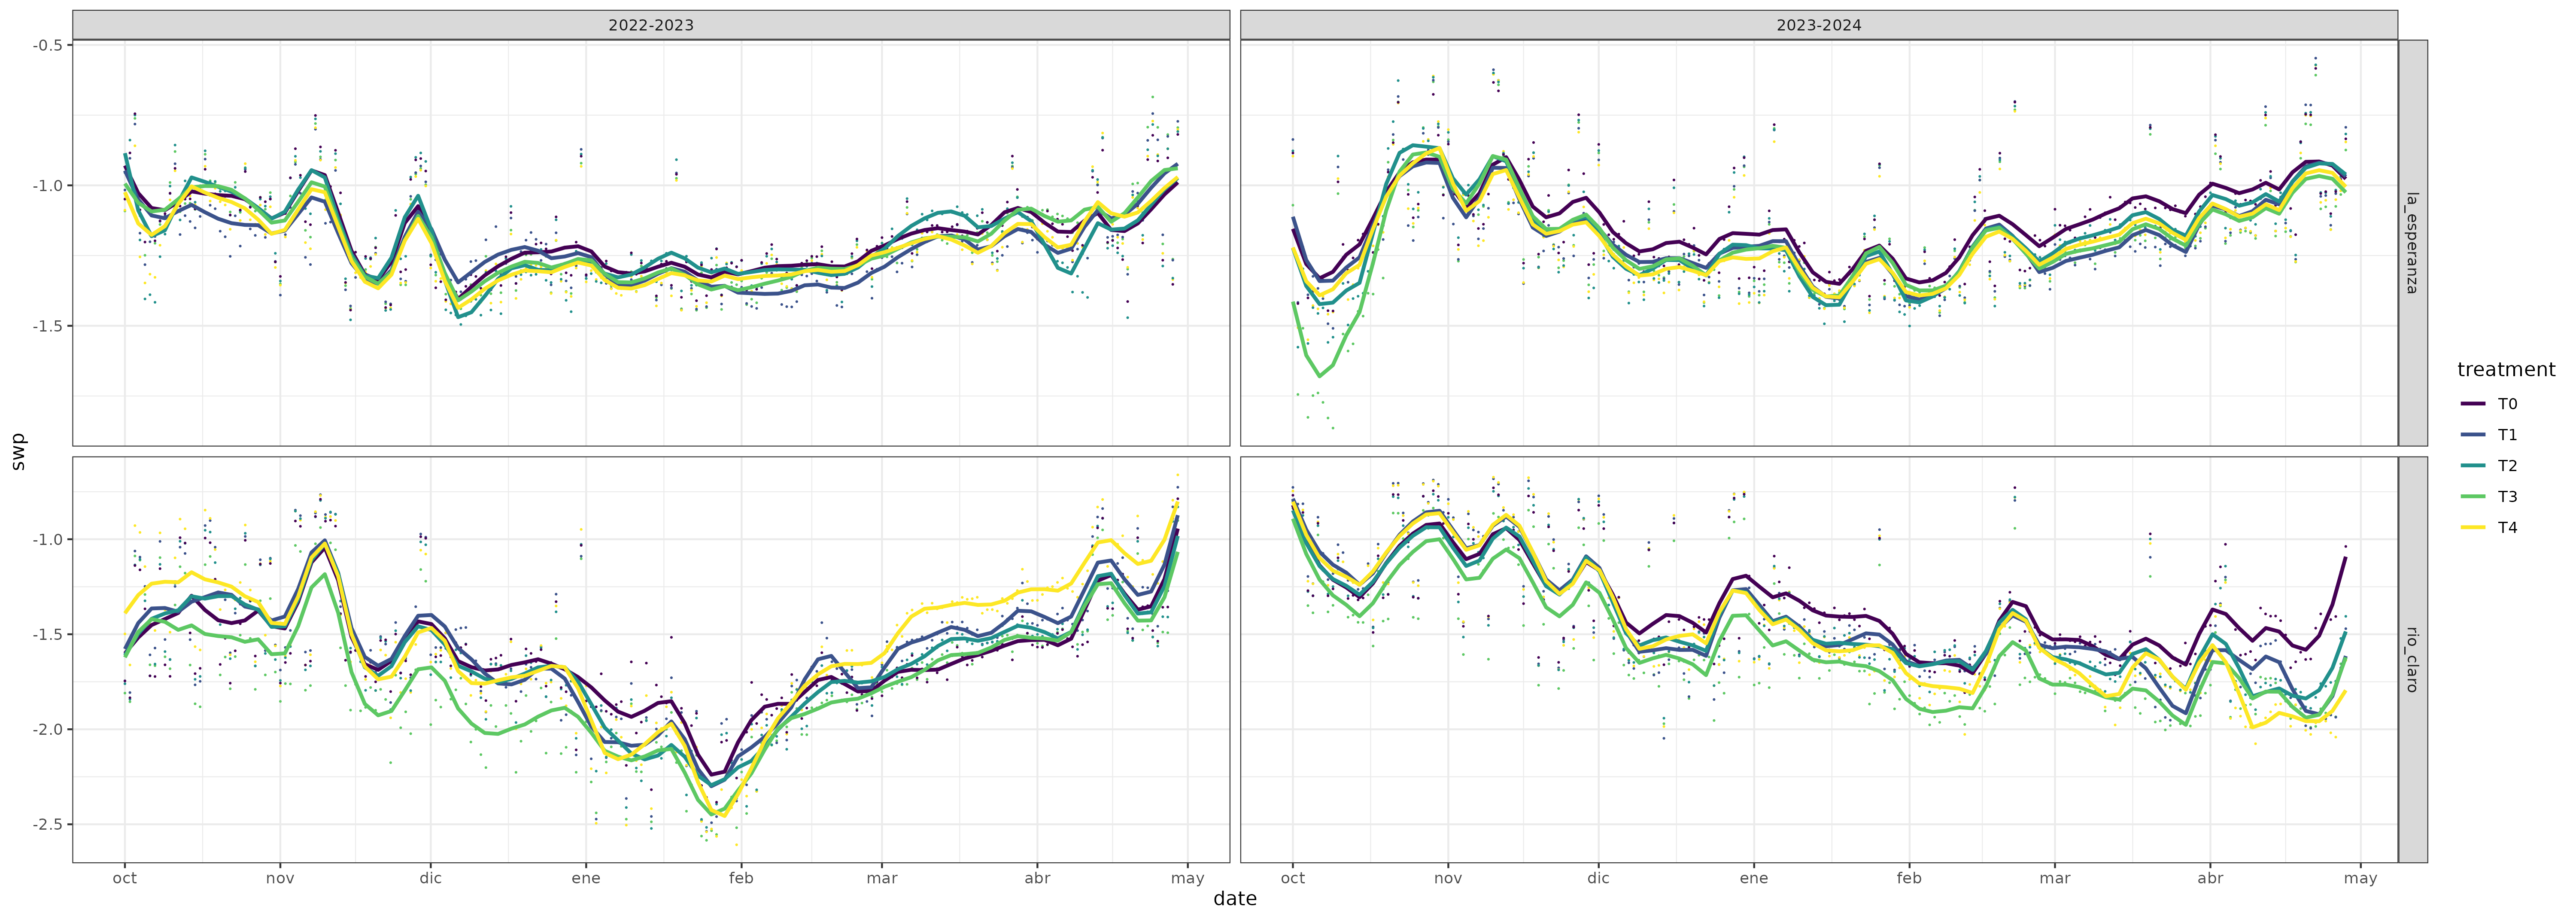 2022-2023
2023-2024
-0.5
-1.0
-1.5
la_esperanza
-1.0
-1.5
-2.0
-2.5
rio_claro
swp
oct nov dic ene feb mar abr may
oct nov dic ene feb mar abr may
date
treatment
T0
T1
T2
T3
T4